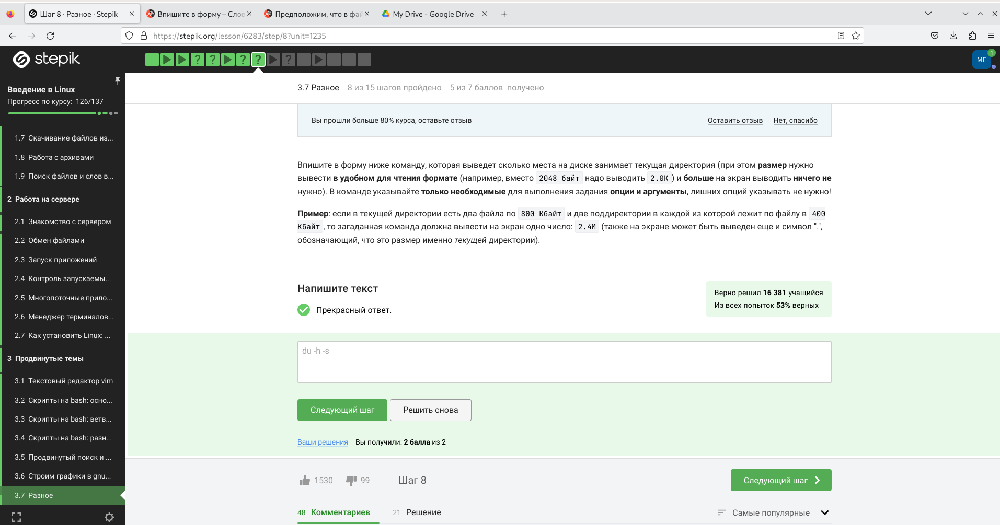 Шаг 8 · Разное · Stepik
Впишите в форму – Слов
Предположим, что в фай
My Drive - Google Drive
https://stepik.org/lesson/6283/step/8?unit=1235
stepik
? ? ? ? ?
МГ
1
Введение в Linux
Прогресс по курсу: 126/137
1.7 Скачивание файлов из...
1.8 Работа с архивами
1.9 Поиск файлов и слов в...
2 Работа на сервере
2.1 Знакомство с сервером
2.2 Обмен файлами
2.3 Запуск приложений
2.4 Контроль запускаемы...
2.5 Многопоточные прило...
2.6 Менеджер терминалов...
2.7 Как установить Linux: ...
3 Продвинутые темы
3.1 Текстовый редактор vim
3.2 Скрипты на bash: осно...
3.3 Скрипты на bash: ветв...
3.4 Скрипты на bash: разн...
3.5 Продвинутый поиск и ...
3.6 Строим графики в gnu...
3.7 Разное
3.7 Разное 8 из 15 шагов пройдено 5 из 7 баллов получено
Вы прошли больше 80% курса, оставьте отзыв
Оставить отзыв Нет, спасибо
Впишите в форму ниже команду, которая выведет сколько места на диске занимает текущая директория (при этом размер нужно
вывести в удобном для чтения формате (например, вместо 2048 байт надо выводить 2.0K ) и больше на экран выводить ничего не
нужно). В команде указывайте только необходимые для выполнения задания опции и аргументы, лишних опций указывать не нужно!
Пример: если в текущей директории есть два файла по 800 Кбайт и две поддиректории в каждой из которой лежит по файлу в 400
Кбайт , то загаданная команда должна вывести на экран одно число: 2.4M (также на экране может быть выведен еще и символ ".",
обозначающий, что это размер именно текущей директории).
Напишите текст
Прекрасный ответ.
Верно решил 16 381 учащийся
Из всех попыток 53% верных
du -h -s
Следующий шаг
Решить снова
Ваши решения Вы получили: 2 балла из 2
1530 99 Шаг 8
Следующий шаг
48 Комментариев 21 Решение
Самые популярные